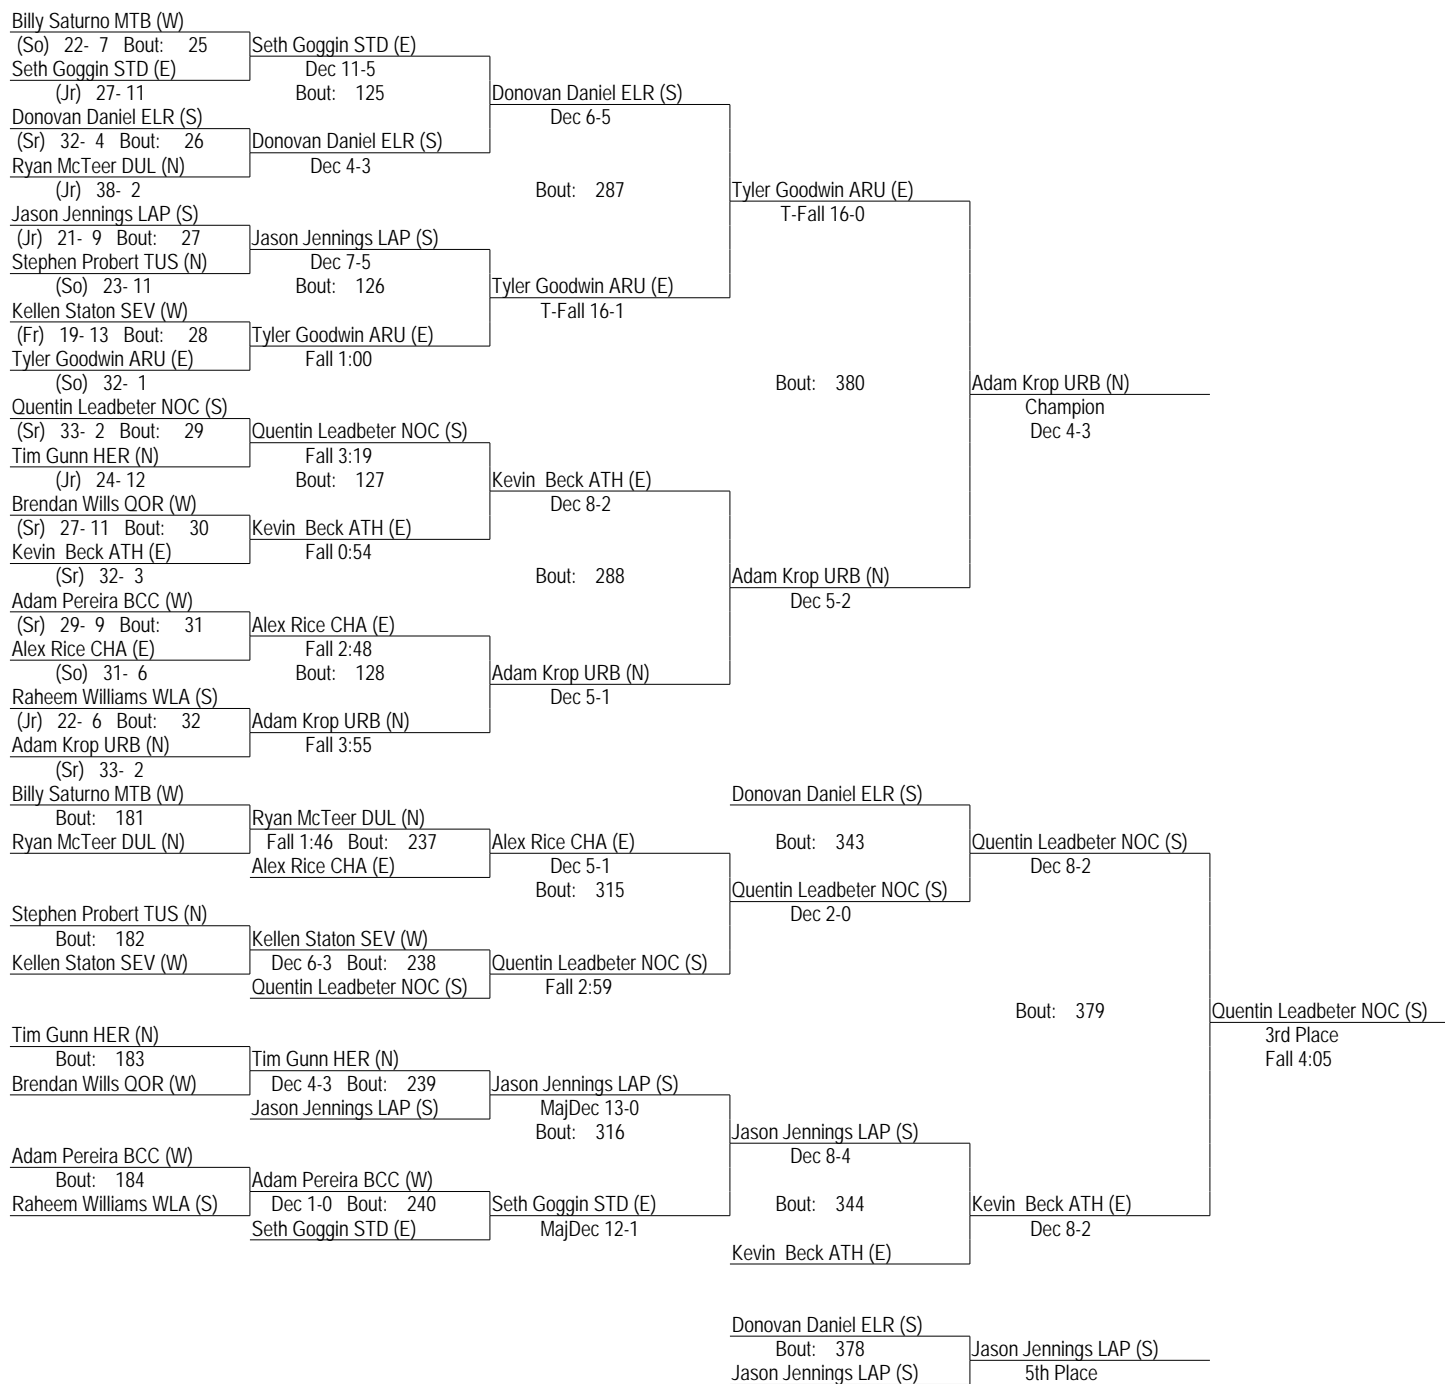 Billy Saturno MTB (W)
(So) 22- 7 Bout: 25 Seth Goggin STD (E)
Seth Goggin STD (E) Dec 11-5
(Jr) 27- 11 Bout: 125 Donovan Daniel ELR (S)
Donovan Daniel ELR (S) Dec 6-5
(Sr) 32- 4 Bout: 26 Donovan Daniel ELR (S)
Ryan McTeer DUL (N) Dec 4-3
(Jr) 38- 2 Bout: 287 Tyler Goodwin ARU (E)
Jason Jennings LAP (S) T-Fall 16-0
(Jr) 21- 9 Bout: 27 Jason Jennings LAP (S)
Stephen Probert TUS (N) Dec 7-5
(So) 23- 11 Bout: 126 Tyler Goodwin ARU (E)
Kellen Staton SEV (W) T-Fall 16-1
(Fr) 19- 13 Bout: 28 Tyler Goodwin ARU (E)
Tyler Goodwin ARU (E) Fall 1:00
(So) 32- 1 Bout: 380 Adam Krop URB (N)
Quentin Leadbeter NOC (S) Champion
(Sr) 33- 2 Bout: 29 Quentin Leadbeter NOC (S) Dec 4-3
Tim Gunn HER (N) Fall 3:19
(Jr) 24- 12 Bout: 127 Kevin Beck ATH (E)
Brendan Wills QOR (W) Dec 8-2
(Sr) 27- 11 Bout: 30 Kevin Beck ATH (E)
Kevin Beck ATH (E) Fall 0:54
(Sr) 32- 3 Bout: 288 Adam Krop URB (N)
Adam Pereira BCC (W) Dec 5-2
(Sr) 29- 9 Bout: 31 Alex Rice CHA (E)
Alex Rice CHA (E) Fall 2:48
(So) 31- 6 Bout: 128 Adam Krop URB (N)
Raheem Williams WLA (S) Dec 5-1
(Jr) 22- 6 Bout: 32 Adam Krop URB (N)
Adam Krop URB (N) Fall 3:55
(Sr) 33- 2
Billy Saturno MTB (W) Donovan Daniel ELR (S)
Bout: 181 Ryan McTeer DUL (N)
Ryan McTeer DUL (N) Fall 1:46 Bout: 237 Alex Rice CHA (E) Bout: 343 Quentin Leadbeter NOC (S)
Alex Rice CHA (E) Dec 5-1 Dec 8-2
Bout: 315 Quentin Leadbeter NOC (S)
Stephen Probert TUS (N) Dec 2-0
Bout: 182 Kellen Staton SEV (W)
Kellen Staton SEV (W) Dec 6-3 Bout: 238 Quentin Leadbeter NOC (S)
Quentin Leadbeter NOC (S) Fall 2:59
Bout: 379 Quentin Leadbeter NOC (S)
Tim Gunn HER (N) 3rd Place
Bout: 183 Tim Gunn HER (N) Fall 4:05
Brendan Wills QOR (W) Dec 4-3 Bout: 239 Jason Jennings LAP (S)
Jason Jennings LAP (S) MajDec 13-0
Bout: 316 Jason Jennings LAP (S)
Adam Pereira BCC (W) Dec 8-4
Bout: 184 Adam Pereira BCC (W)
Raheem Williams WLA (S) Dec 1-0 Bout: 240 Seth Goggin STD (E) Bout: 344 Kevin Beck ATH (E)
Seth Goggin STD (E) MajDec 12-1 Dec 8-2
Kevin Beck ATH (E)
Donovan Daniel ELR (S)
Bout: 378 Jason Jennings LAP (S)
Jason Jennings LAP (S) 5th Place